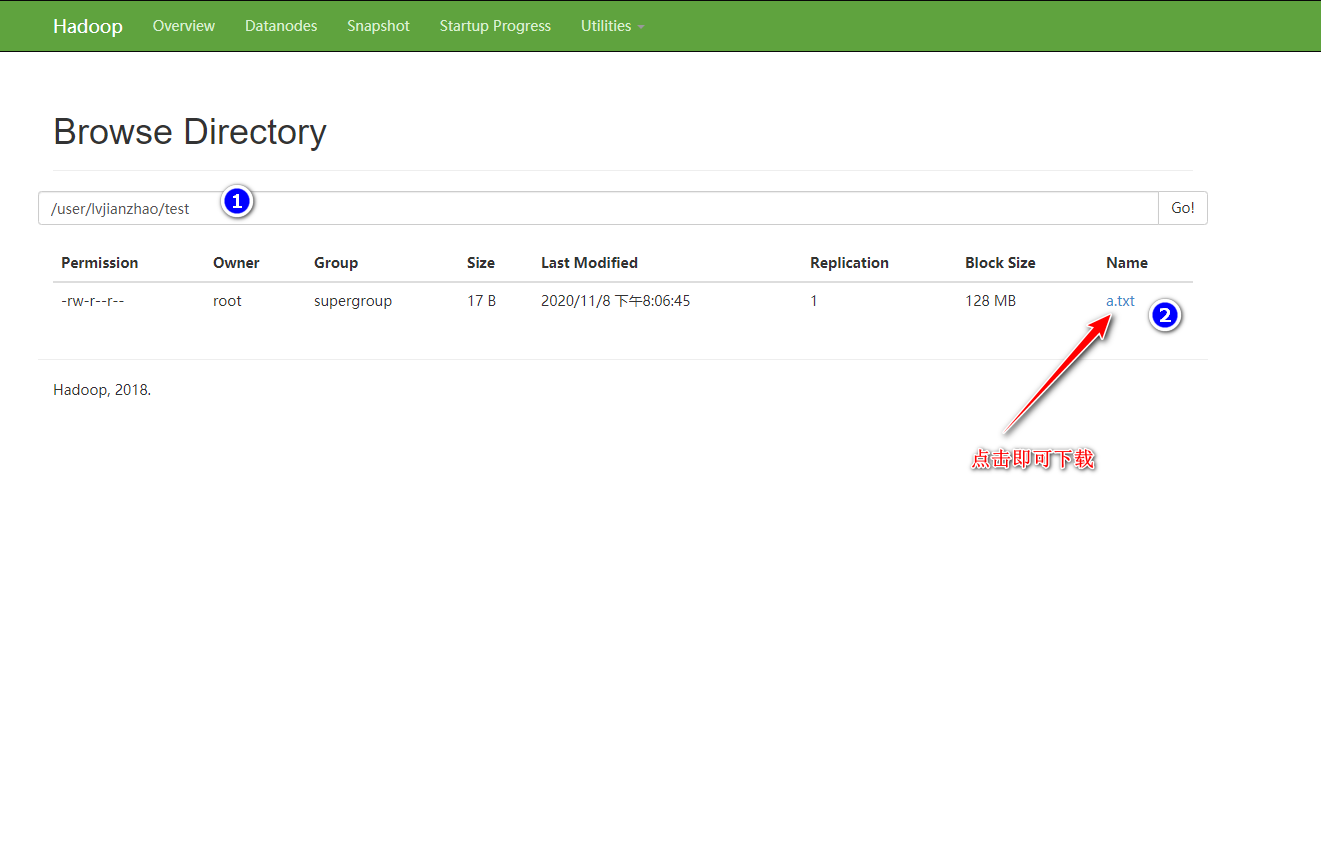 Hadoop Overview Datanodes Snapshot Startup Progress Utilities
Browse Directory
/user/lvjianzhao/test 1 Go!
Permission Owner Group Size Last Modified Replication Block Size Name
-rw-r--r-- root supergroup 17 B 2020/11/8 下午8:06:45 1 128 MB a.txt 2
Hadoop, 2018.
点击即可下载